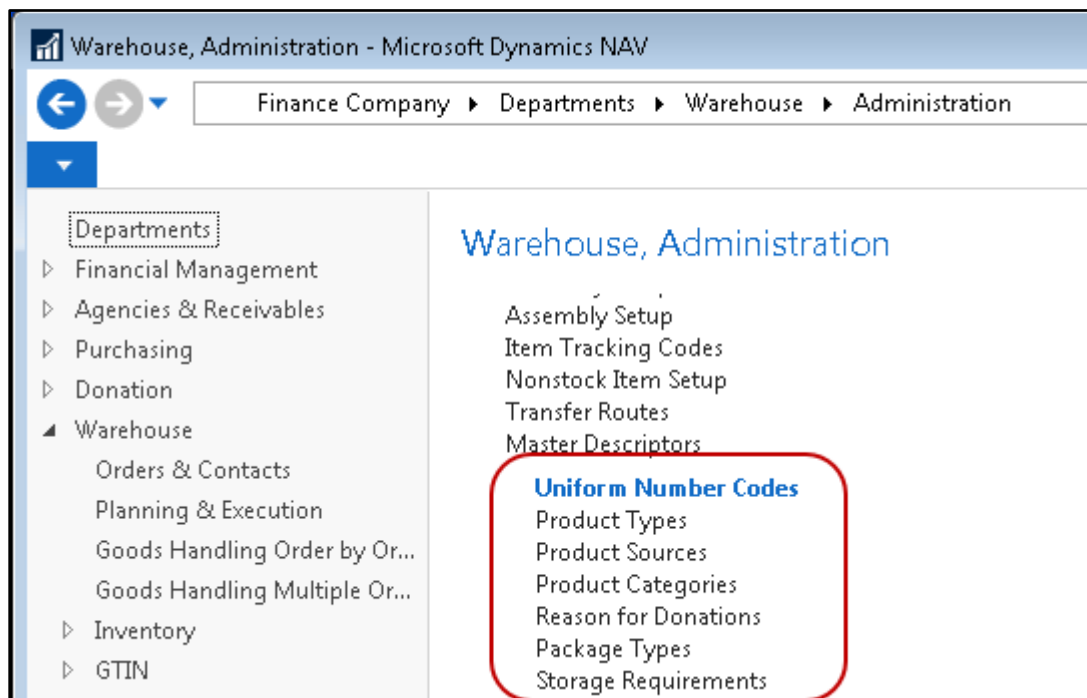 Warehouse, Administration - Microsoft Dynamics NAV
Finance Company Departments Warehouse Administration
Departments
Financial Management
Agencies & Receivables
Purchasing
Donation
Warehouse
Orders & Contacts
Planning & Execution
Goods Handling Order by Or...
Goods Handling Multiple Or...
Inventory
GTIN
Warehouse, Administration
Assembly Setup
Item Tracking Codes
Nonstock Item Setup
Transfer Routes
Master Descriptors
Uniform Number Codes
Product Types
Product Sources
Product Categories
Reason for Donations
Package Types
Storage Requirements